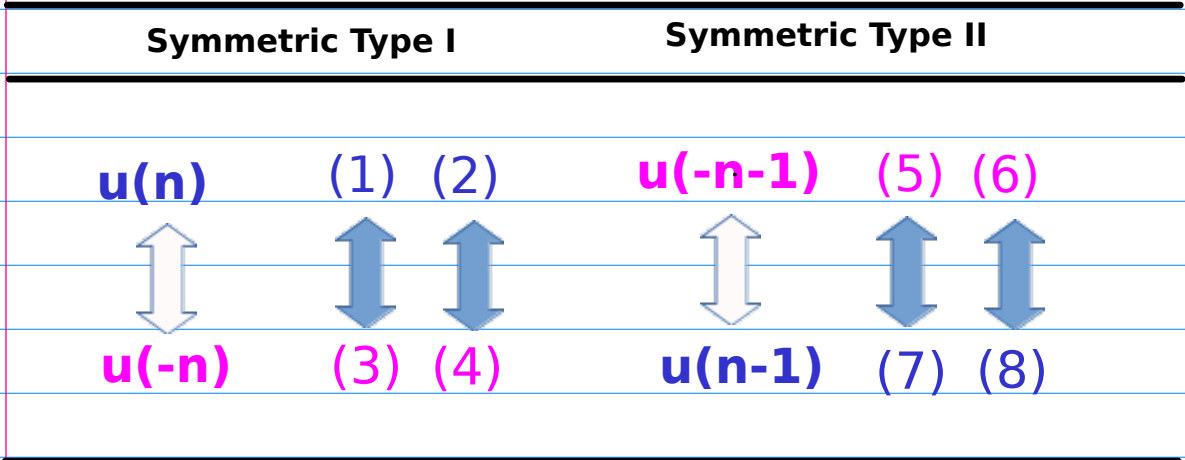 Symmetric Type I Symmetric Type II
u(n) (1) (2) u(-n-1) (5) (6)
u(-n) (3) (4) u(n-1) (7) (8)